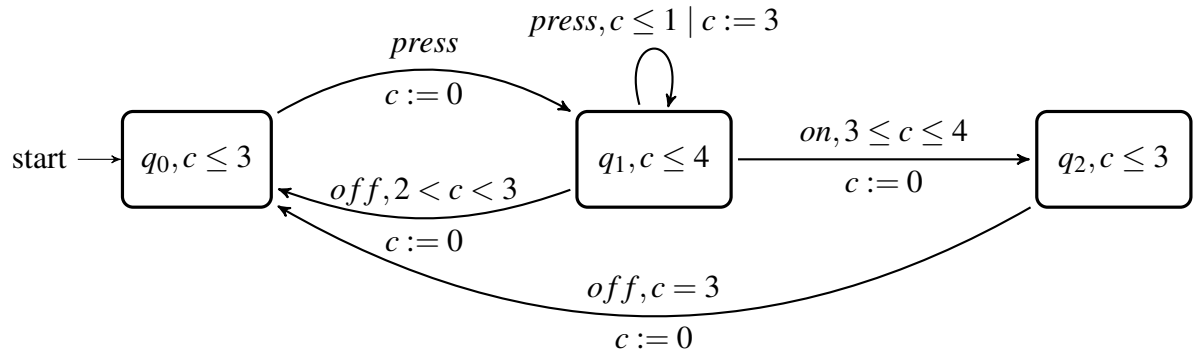 press, c ≤ 1 | c := 3
press
c := 0
start
q₀, c ≤ 3
q₁, c ≤ 4
on, 3 ≤ c ≤ 4
c := 0
q₂, c ≤ 3
off, 2 < c < 3
c := 0
off, c = 3
c := 0